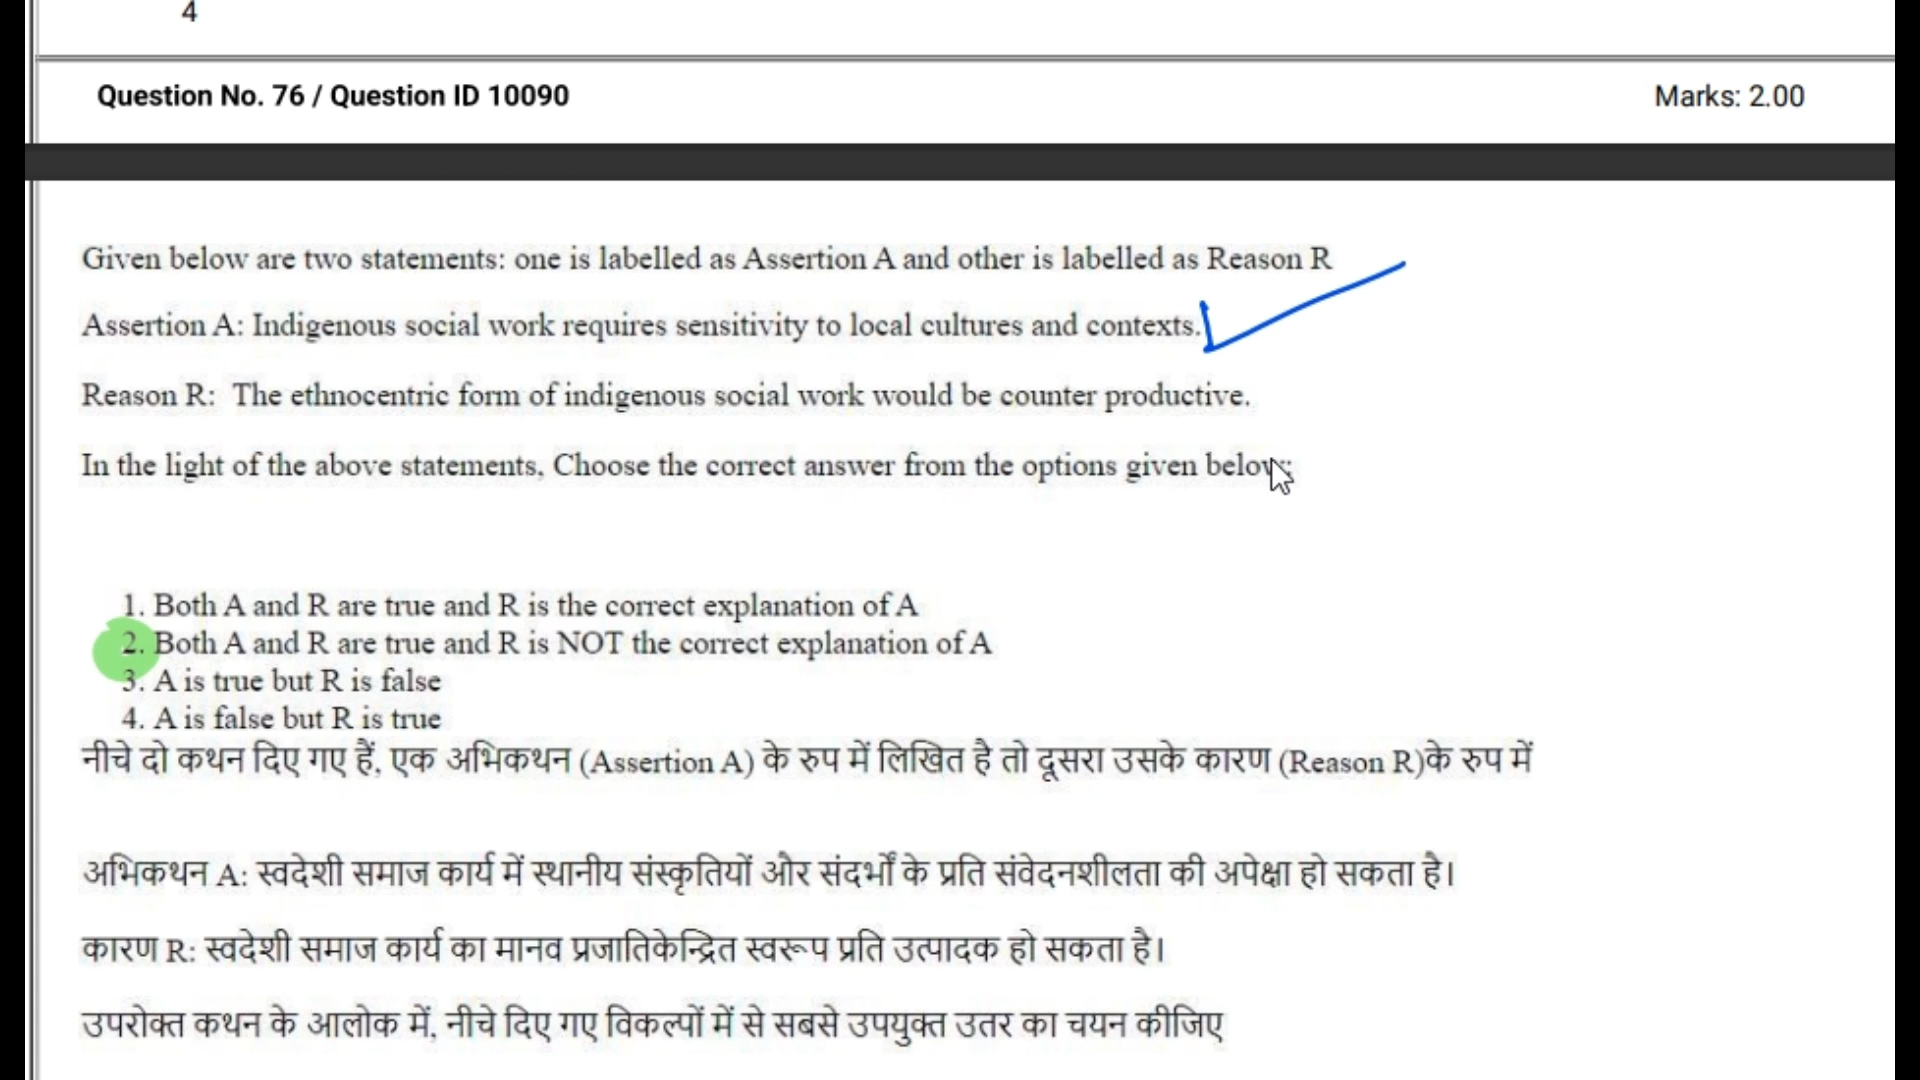 4
Question No. 76 / Question ID 10090
Marks: 2.00
Given below are two statements: one is labelled as Assertion A and other is labelled as Reason R
Assertion A: Indigenous social work requires sensitivity to local cultures and contexts.
Reason R: The ethnocentric form of indigenous social work would be counter productive.
In the light of the above statements, Choose the correct answer from the options given below:
1. Both A and R are true and R is the correct explanation of A
2. Both A and R are true and R is NOT the correct explanation of A
3. A is true but R is false
4. A is false but R is true
नीचे दो कथन दिए गए हैं, एक अभिकथन (Assertion A) के रुप में लिखित है तो दूसरा उसके कारण (Reason R)के रुप में
अभिकथन A: स्वदेशी समाज कार्य में स्थानीय संस्कृतियों और संदर्भों के प्रति संवेदनशीलता की अपेक्षा हो सकता है।
कारण R: स्वदेशी समाज कार्य का मानव प्रजातिकेन्द्रित स्वरूप प्रति उत्पादक हो सकता है।
उपरोक्त कथन के आलोक में, नीचे दिए गए विकल्पों में से सबसे उपयुक्त उतर का चयन कीजिए